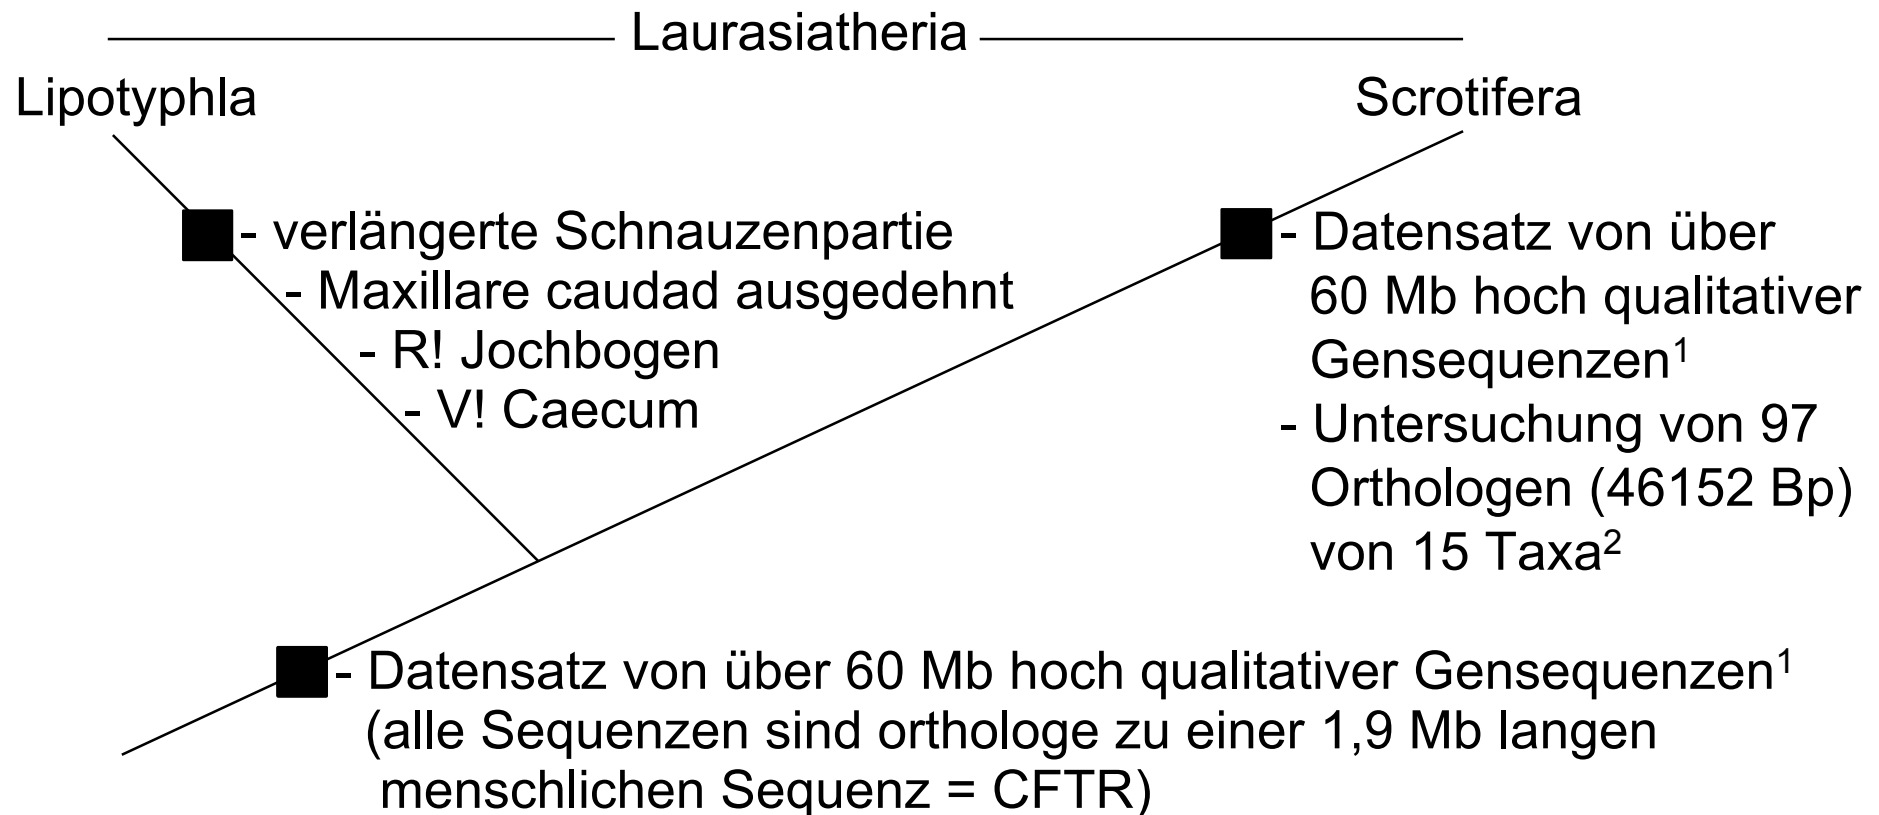 Laurasiatheria
Lipotyphla
Scrotifera
- verlängerte Schnauzenpartie
- Maxillare caudad ausgedehnt
- R! Jochbogen
- V! Caecum
- Datensatz von über
60 Mb hoch qualitativer
Gensequenzen¹
- Untersuchung von 97
Orthologen (46152 Bp)
von 15 Taxa²
- Datensatz von über 60 Mb hoch qualitativer Gensequenzen¹
(alle Sequenzen sind orthologe zu einer 1,9 Mb langen
menschlichen Sequenz = CFTR)